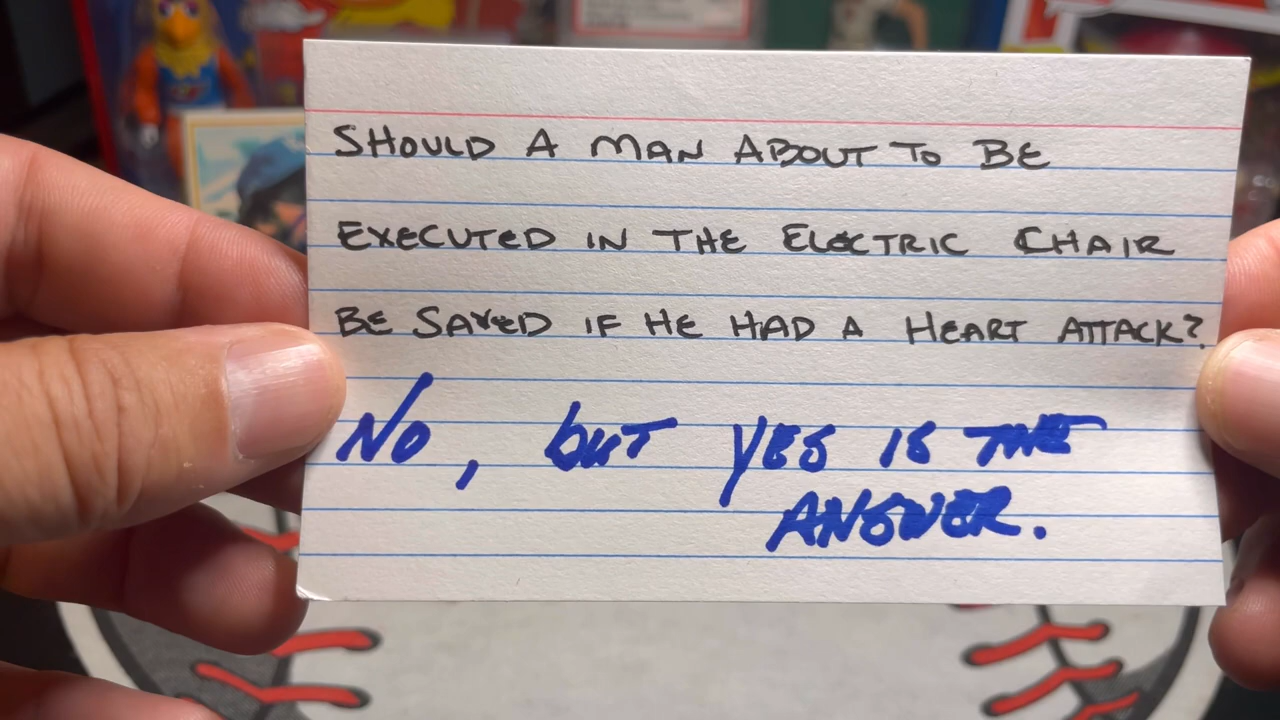 SHOULD A MAN ABOUT TO BE
EXECUTED IN THE ELECTRIC CHAIR
BE SAVED IF HE HAD A HEART ATTACK?
No, but YES IS THE
ANSWER.